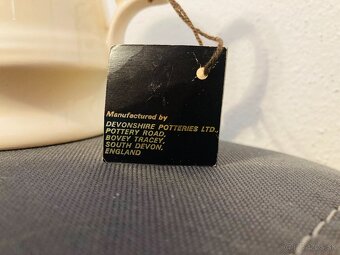 Manufactured by
DEVONSHIRE POTTERIES LTD.,
POTTERY ROAD,
BOVEY TRACEY,
SOUTH DEVON,
ENGLAND